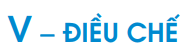 V – ĐIỀU CHẾ